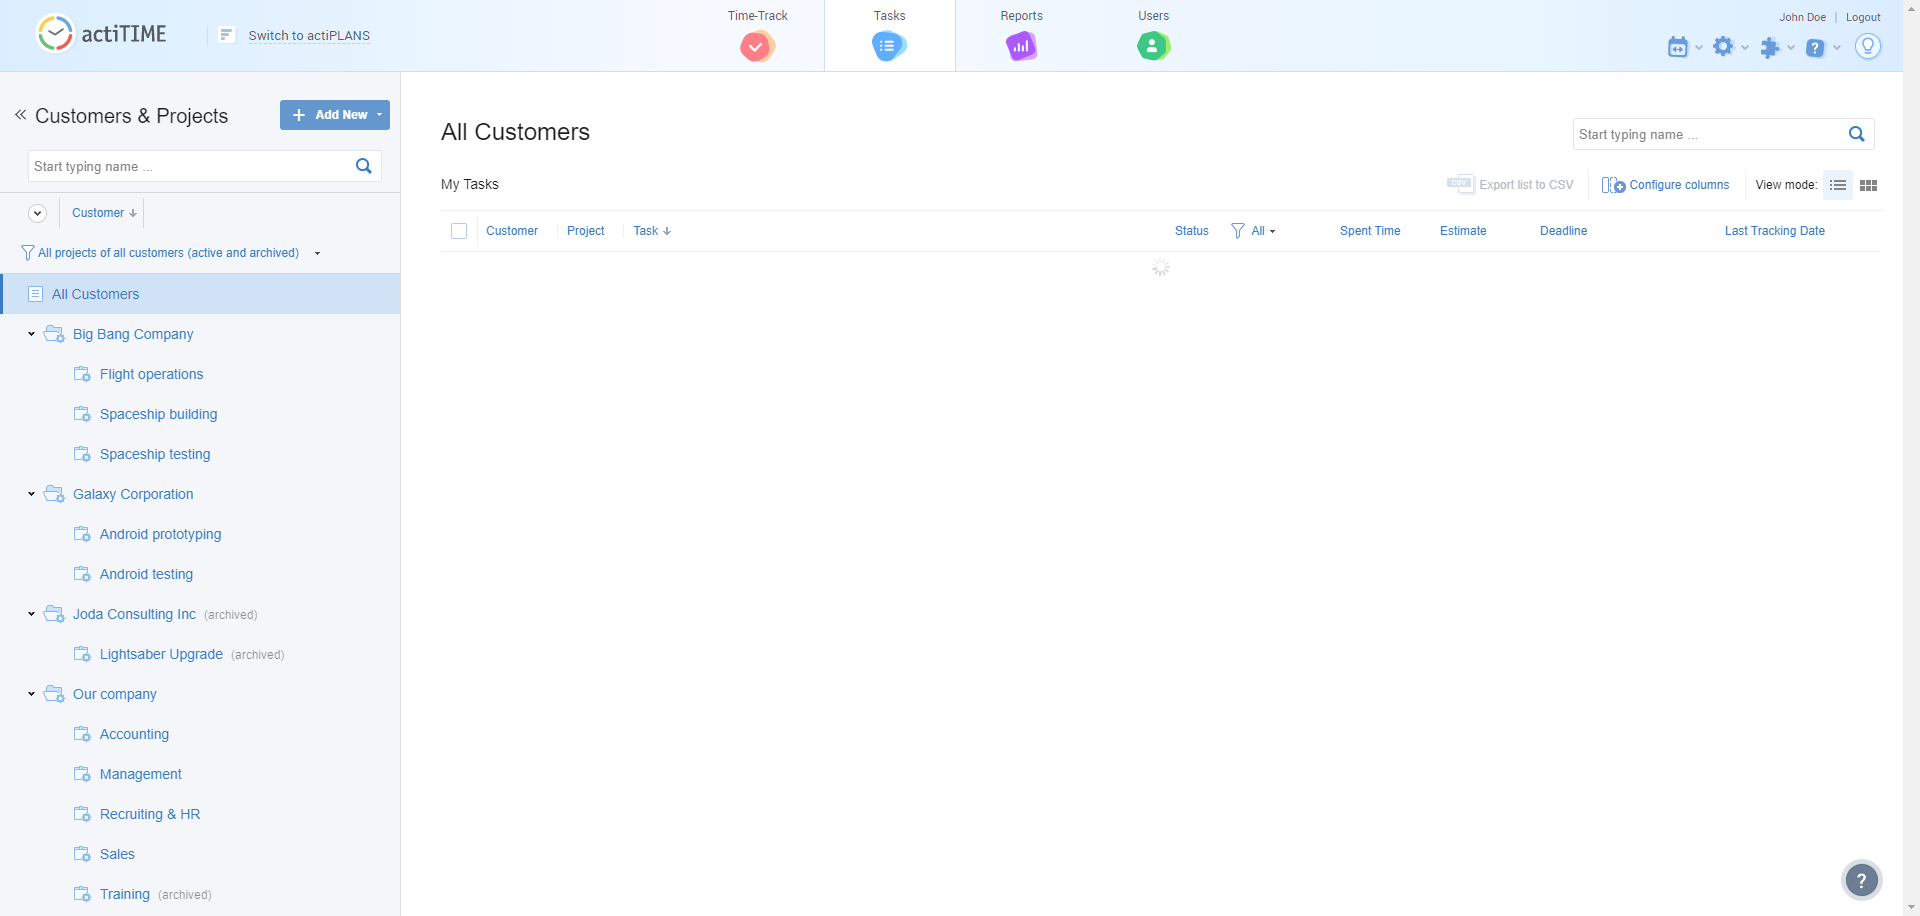 actiTIME
Switch to actiPLANS
Time-Track
Tasks
Reports
Users
John Doe
Logout
Customers & Projects
Add New
Start typing name ...
Customer
All projects of all customers (active and archived)
All Customers
Big Bang Company
Flight operations
Spaceship building
Spaceship testing
Galaxy Corporation
Android prototyping
Android testing
Joda Consulting Inc (archived)
Lightsaber Upgrade (archived)
Our company
Accounting
Management
Recruiting & HR
Sales
Training (archived)
All Customers
Start typing name ...
My Tasks
CSV
Export list to CSV
Configure columns
View mode:
Customer
Project
Task
Status
All
Spent Time
Estimate
Deadline
Last Tracking Date
?
?